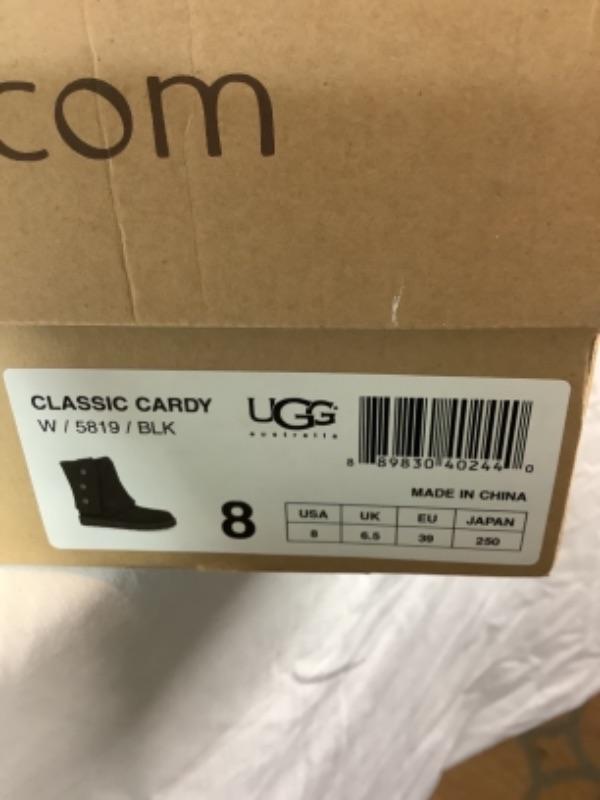 com
CLASSIC CARDY
W / 5819 / BLK
UGG
australia
8 89830 40244 0
MADE IN CHINA
8
USA UK EU JAPAN
8 6.5 39 250